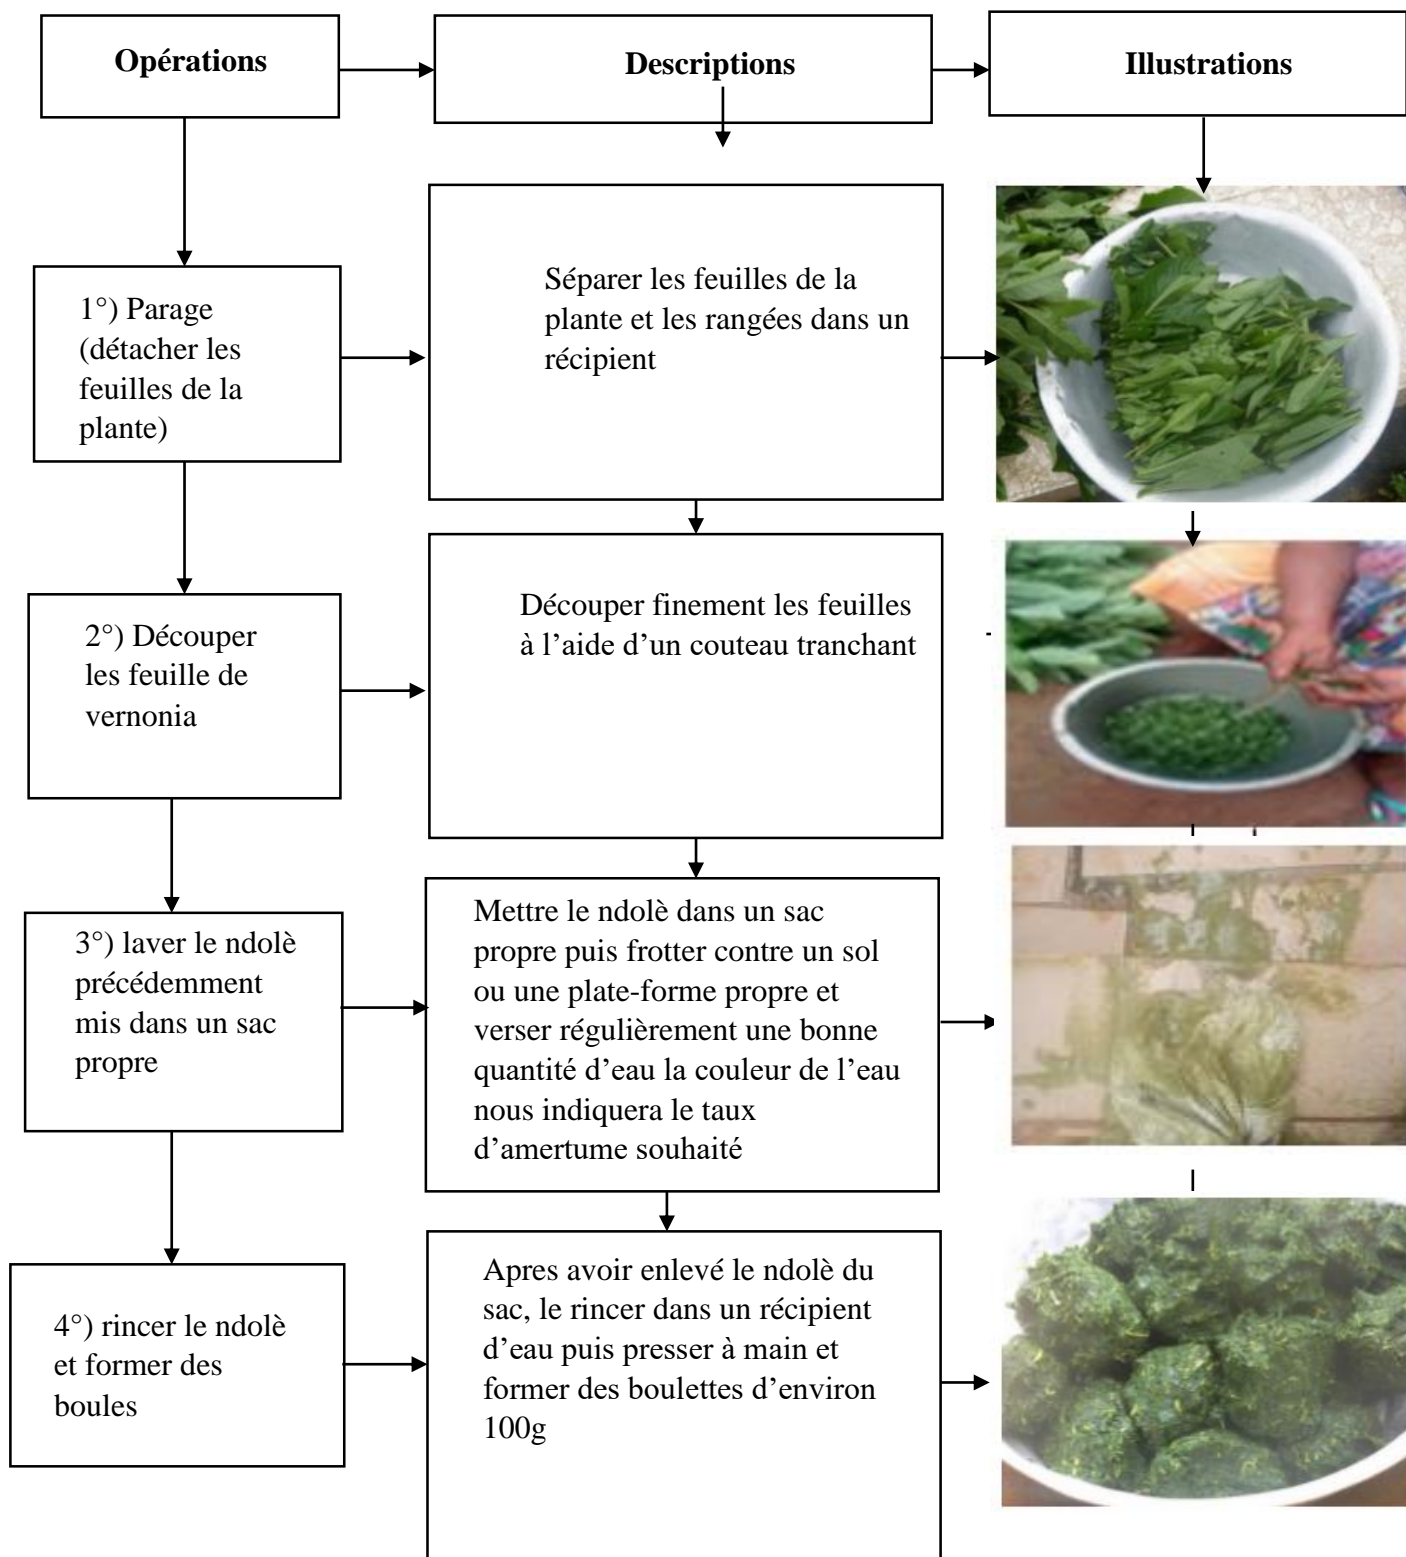 Opérations
Descriptions
Illustrations
1°) Parage
(détacher les
feuilles de la
plante)
Séparer les feuilles de la
plante et les rangées dans un
récipient
2°) Découper
les feuille de
vernonia
Découper finement les feuilles
à l’aide d’un couteau tranchant
3°) laver le ndolè
précédemment
mis dans un sac
propre
Mettre le ndolè dans un sac
propre puis frotter contre un sol
ou une plate-forme propre et
verser régulièrement une bonne
quantité d’eau la couleur de l’eau
nous indiquera le taux
d’amertume souhaité
4°) rincer le ndolè
et former des
boules
Apres avoir enlevé le ndolè du
sac, le rincer dans un récipient
d’eau puis presser à main et
former des boulettes d’environ
100g